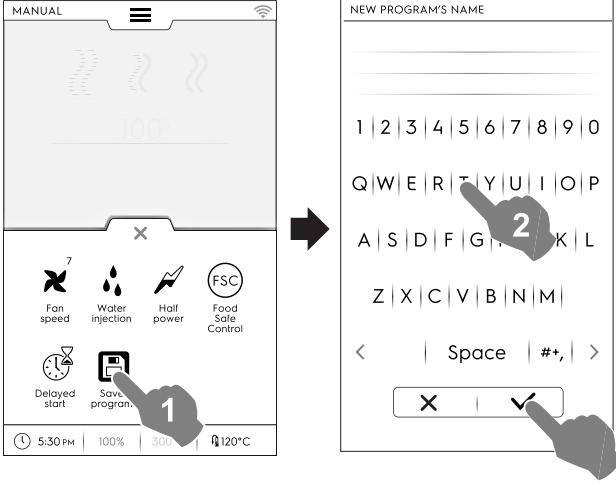 MANUAL
100%
7
Fan speed
Water injection
Half power
FSC
Food Safe Control
Delayed start
Save program
1
5:30 PM
100%
300
120°C
NEW PROGRAM'S NAME
1 2 3 4 5 6 7 8 9 0
Q W E R T Y U I O P
2
A S D F G K L
Z X C V B N M
Space #+,